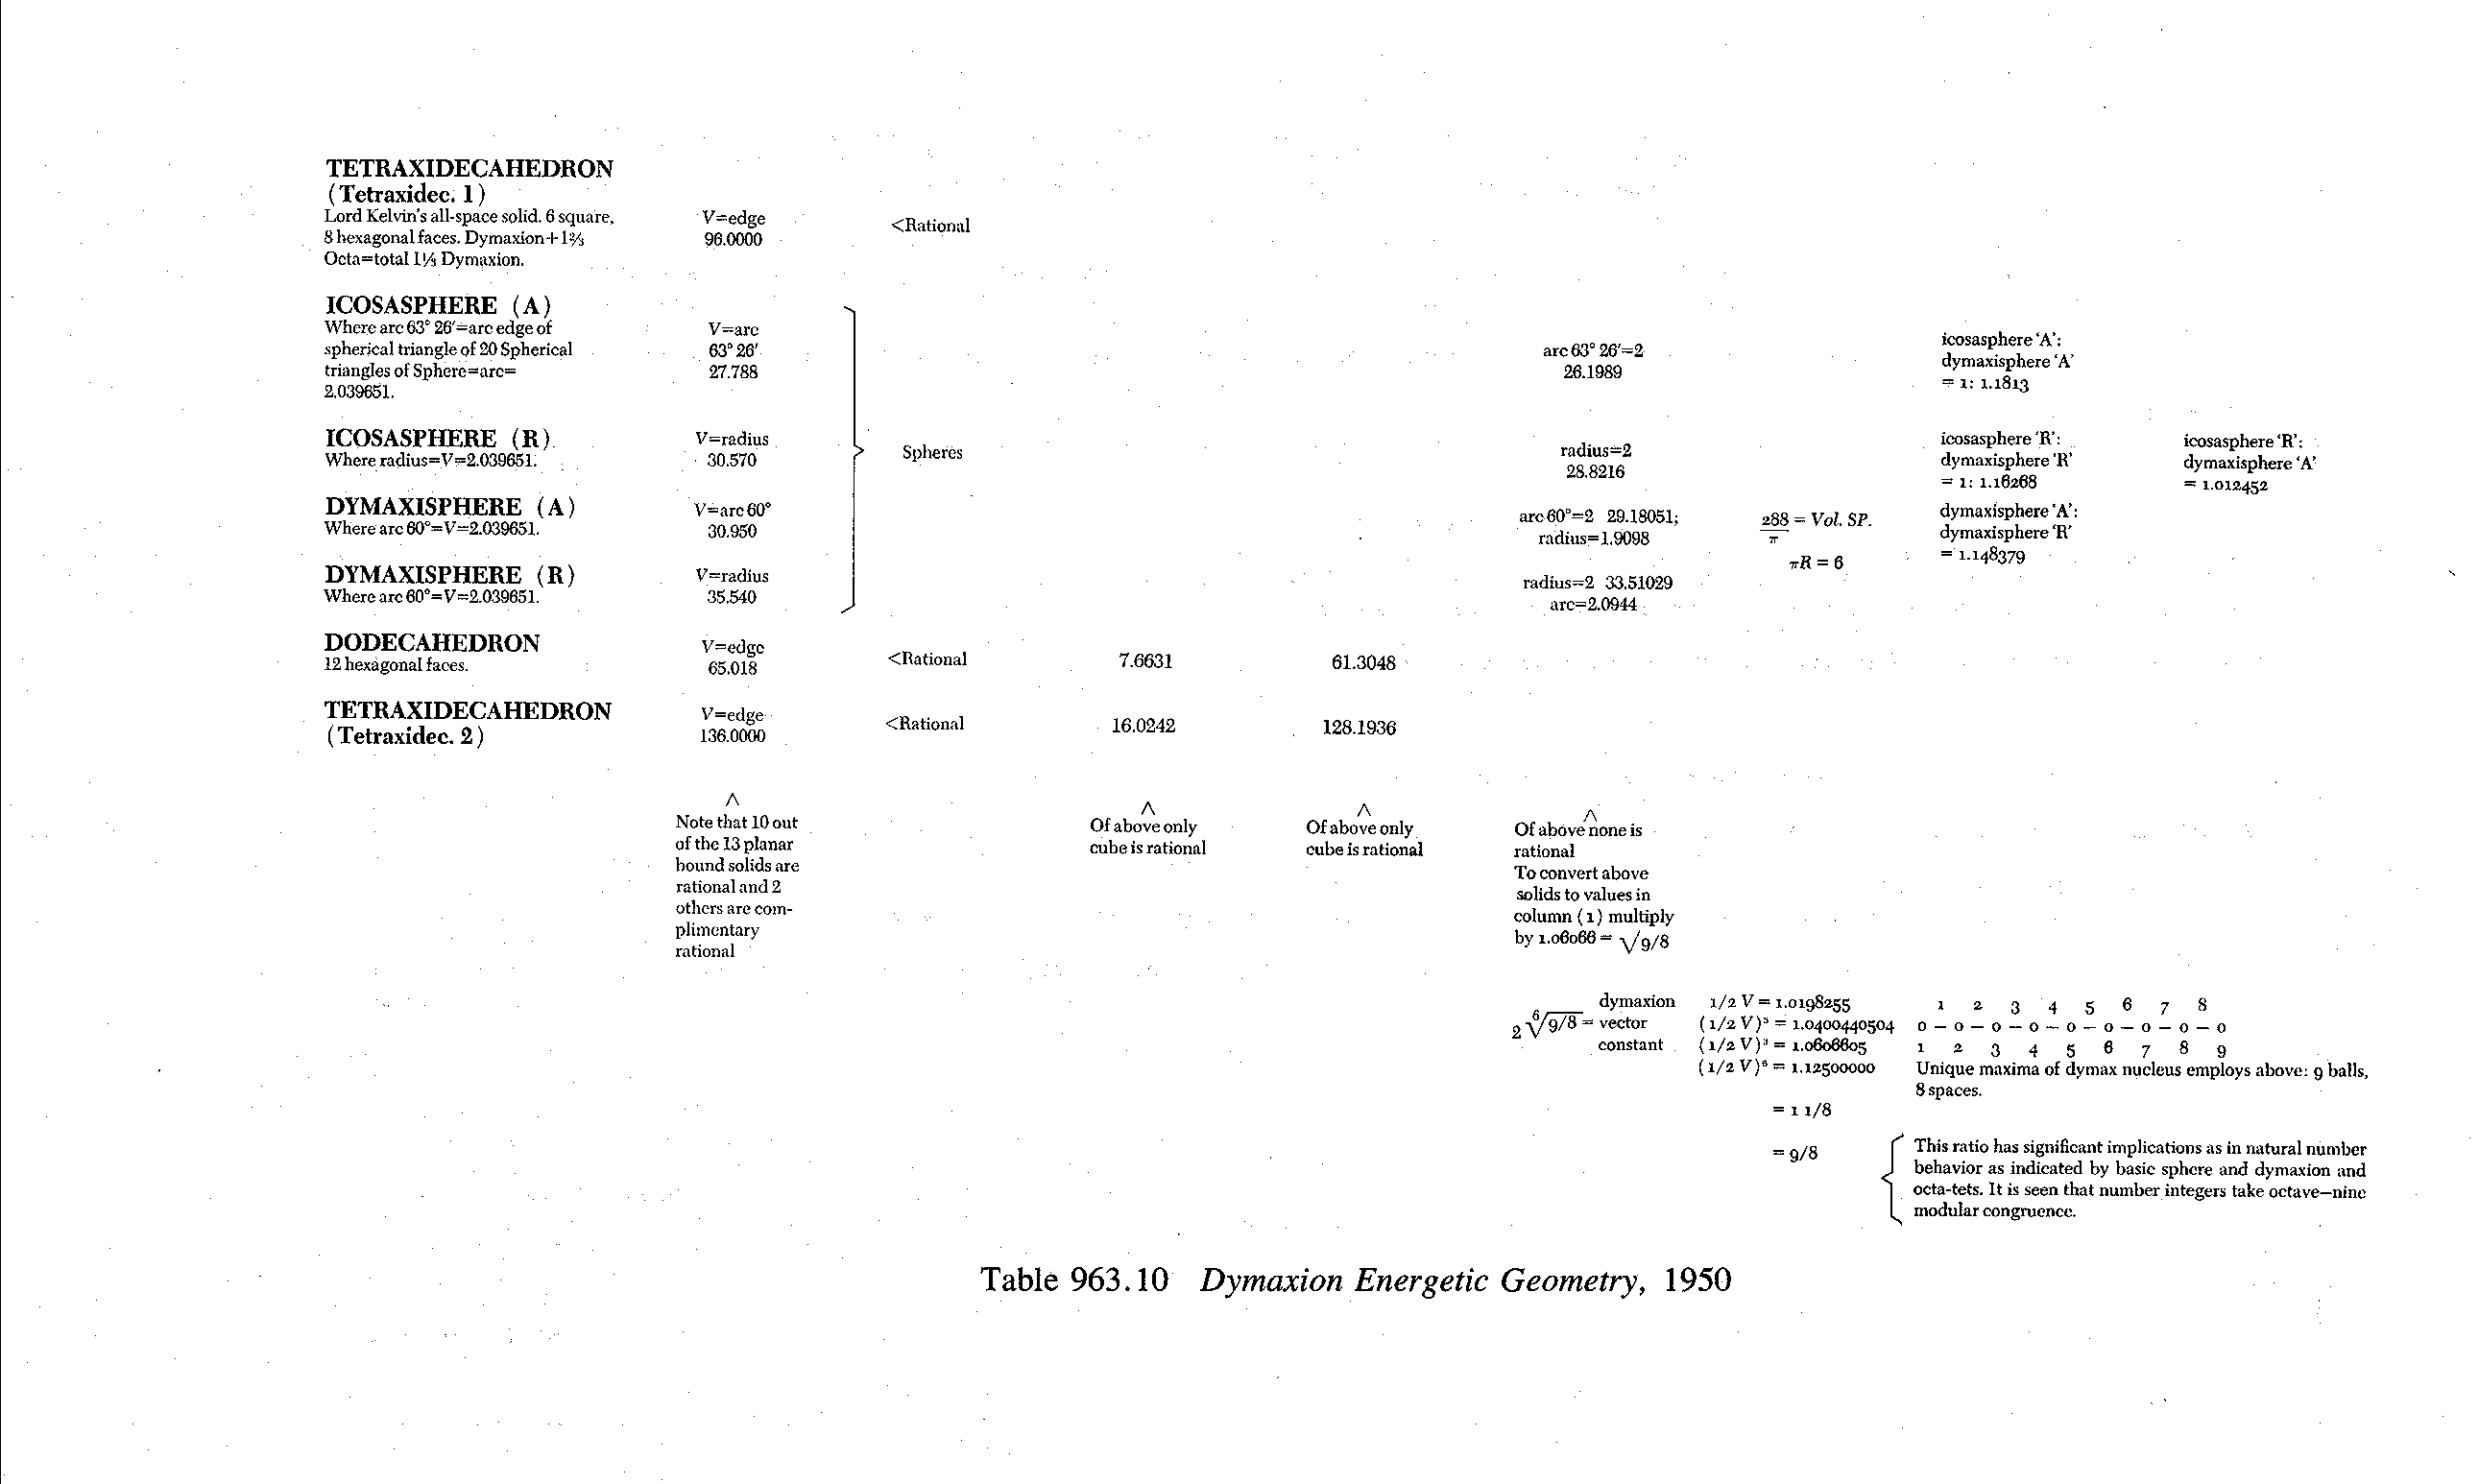 TETRAXIDECAHEDRON
(Tetraxidec. 1)
Lord Kelvin's all-space solid. 6 square,
8 hexagonal faces. Dymaxion+1⅔
Octa=total 1⅓ Dymaxion.
V=edge
96.0000
<Rational
ICOSASPHERE (A)
Where arc 63° 26′=arc edge of
spherical triangle of 20 Spherical
triangles of Sphere=arc=
2.039651.
V=arc
63° 26′
27.788
arc 63° 26′=2
26.1989
icosasphere 'A':
dymaxisphere 'A'
= 1: 1.1813
ICOSASPHERE (R)
Where radius=V=2.039651.
V=radius
30.570
Spheres
radius=2
28.8216
icosasphere 'R':
dymaxisphere 'R'
= 1: 1.16268
icosasphere 'R':
dymaxisphere 'A'
= 1.012452
DYMAXISPHERE (A)
Where arc 60°=V=2.039651.
V=arc 60°
30.950
arc 60°=2 29.18051;
radius=1.9098
288/π = Vol. SP.
πR = 6
dymaxisphere 'A':
dymaxisphere 'R'
= 1.148379
DYMAXISPHERE (R)
Where arc 60°=V=2.039651.
V=radius
35.540
radius=2 33.51029
arc=2.0944
DODECAHEDRON
12 hexagonal faces.
V=edge
65.018
<Rational
7.6631
61.3048
TETRAXIDECAHEDRON
(Tetraxidec. 2)
V=edge
136.0000
<Rational
16.0242
128.1936
Note that 10 out
of the 13 planar
bound solids are
rational and 2
others are com-
plimentary
rational
Of above only
cube is rational
Of above only
cube is rational
Of above none is
rational
To convert above
solids to values in
column (1) multiply
by 1.06066 = √9/8
2 ⁶√9/8 = dymaxion
vector
constant
1/2 V = 1.0198255
(1/2 V)² = 1.0400440504
(1/2 V)³ = 1.0606605
(1/2 V)⁶ = 1.12500000
= 1 1/8
= 9/8
1 2 3 4 5 6 7 8
0 — 0 — 0 — 0 — 0 — 0 — 0 — 0 — 0
1 2 3 4 5 6 7 8 9
Unique maxima of dymax nucleus employs above: 9 balls,
8 spaces.
This ratio has significant implications as in natural number
behavior as indicated by basic sphere and dymaxion and
octa-tets. It is seen that number integers take octave—nine
modular congruence.
Table 963.10 Dymaxion Energetic Geometry, 1950